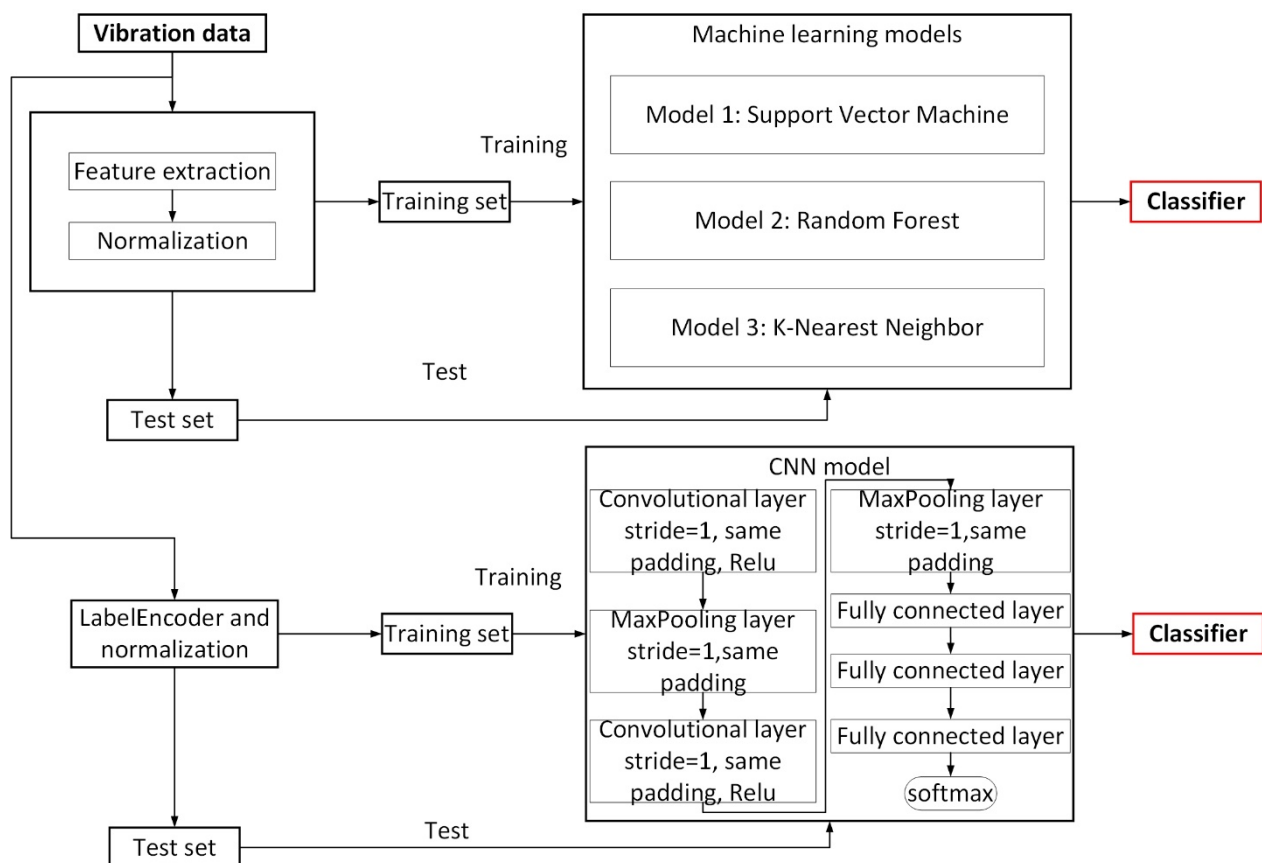 Vibration data
Feature extraction
Normalization
Training set
Training
Test set
Test
Machine learning models
Model 1: Support Vector Machine
Model 2: Random Forest
Model 3: K-Nearest Neighbor
Classifier
LabelEncoder and
normalization
Training set
Training
Test set
Test
CNN model
Convolutional layer
stride=1, same
padding, Relu
MaxPooling layer
stride=1,same
padding
Convolutional layer
stride=1, same
padding, Relu
MaxPooling layer
stride=1,same
padding
Fully connected layer
Fully connected layer
Fully connected layer
softmax
Classifier